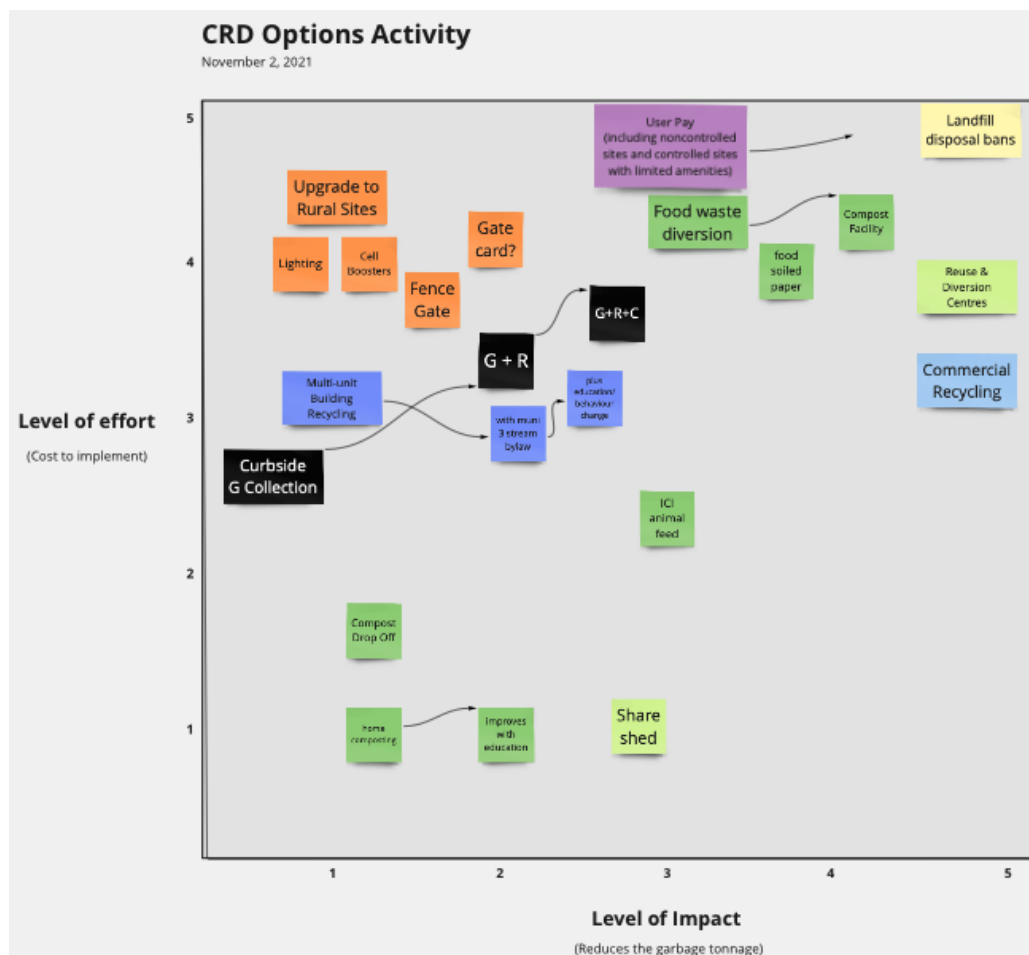 CRD Options Activity
November 2, 2021
5
User Pay
(including noncontrolled
sites and controlled sites
with limited amenities)
Landfill
disposal bans
Upgrade to
Rural Sites
Food waste
diversion
Compost
Facility
Gate
card?
4
Lighting
Cell
Boosters
food
soiled
paper
Reuse &
Diversion
Centres
Fence
Gate
G+R+C
G + R
Commercial
Recycling
Multi-unit
Building
Recycling
plus
education/
behaviour
change
3
with muni
3 stream
bylaw
Level of effort
(Cost to implement)
Curbside
G Collection
ICI
animal
feed
2
Compost
Drop Off
home
composting
improves
with
education
Share
shed
1
1
2
3
4
5
Level of Impact
(Reduces the garbage tonnage)